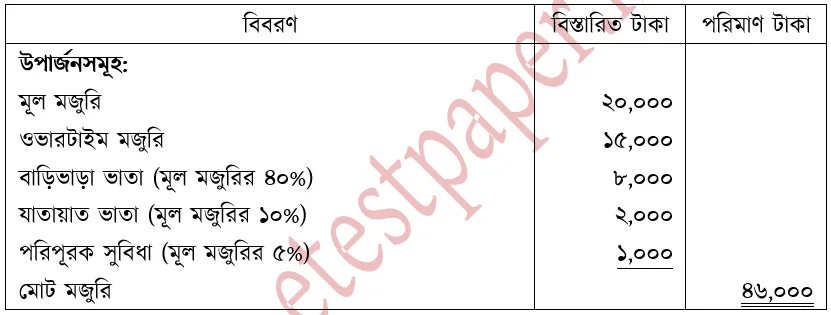 বিবরণ বিস্তারিত টাকা পরিমাণ টাকা
উপার্জনসমূহ:
মূল মজুরি ২০,০০০
ওভারটাইম মজুরি ১৫,০০০
বাড়িভাড়া ভাতা (মূল মজুরির ৪০%) ৮,০০০
যাতায়াত ভাতা (মূল মজুরির ১০%) ২,০০০
পরিপূরক সুবিধা (মূল মজুরির ৫%) ১,০০০
মোট মজুরি ৪৬,০০০
etestpaper.